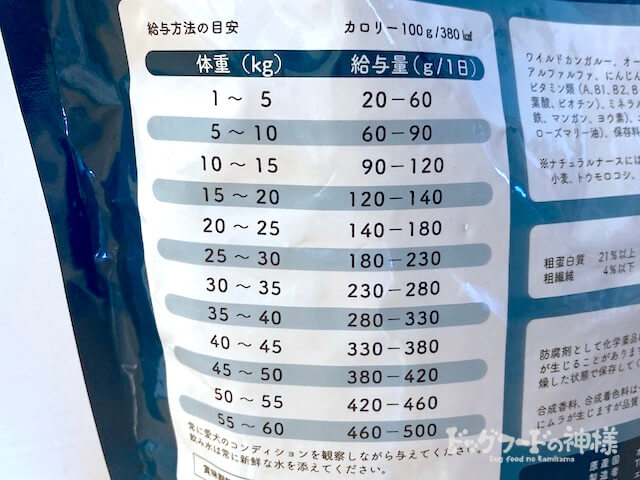 給与方法の目安 カロリー100g/380㎉
体重(kg) 給与量(g/1日)
1〜5 20-60
5〜10 60-90
10〜15 90-120
15〜20 120-140
20〜25 140-180
25〜30 180-230
30〜35 230-280
35〜40 280-330
40〜45 330-380
45〜50 380-420
50〜55 420-460
55〜60 460-500
常に愛犬のコンディションを観察しながら与えてください。
飲み水は常に新鮮な水を添えてください。
賞味期
ワイルドカンガルー、オー
アルファルファ、にんじん
ビタミン類(A,B1,B2,B
葉酸、ビオチン)、ミネラ
鉄、マンガン、ヨウ素)、
ローズマリー油)、保存料
※ナチュラルナースには
小麦、トウモロコシ、
粗蛋白質 21%以上
粗繊維 4%以下
防腐剤として化学薬品
が生じることがありま
燥した状態で保存してく
合成香料、合成着色料は
にムラが生じますが品質
原産国
製造
ドッグフードの神様
Dog food no Kamisama